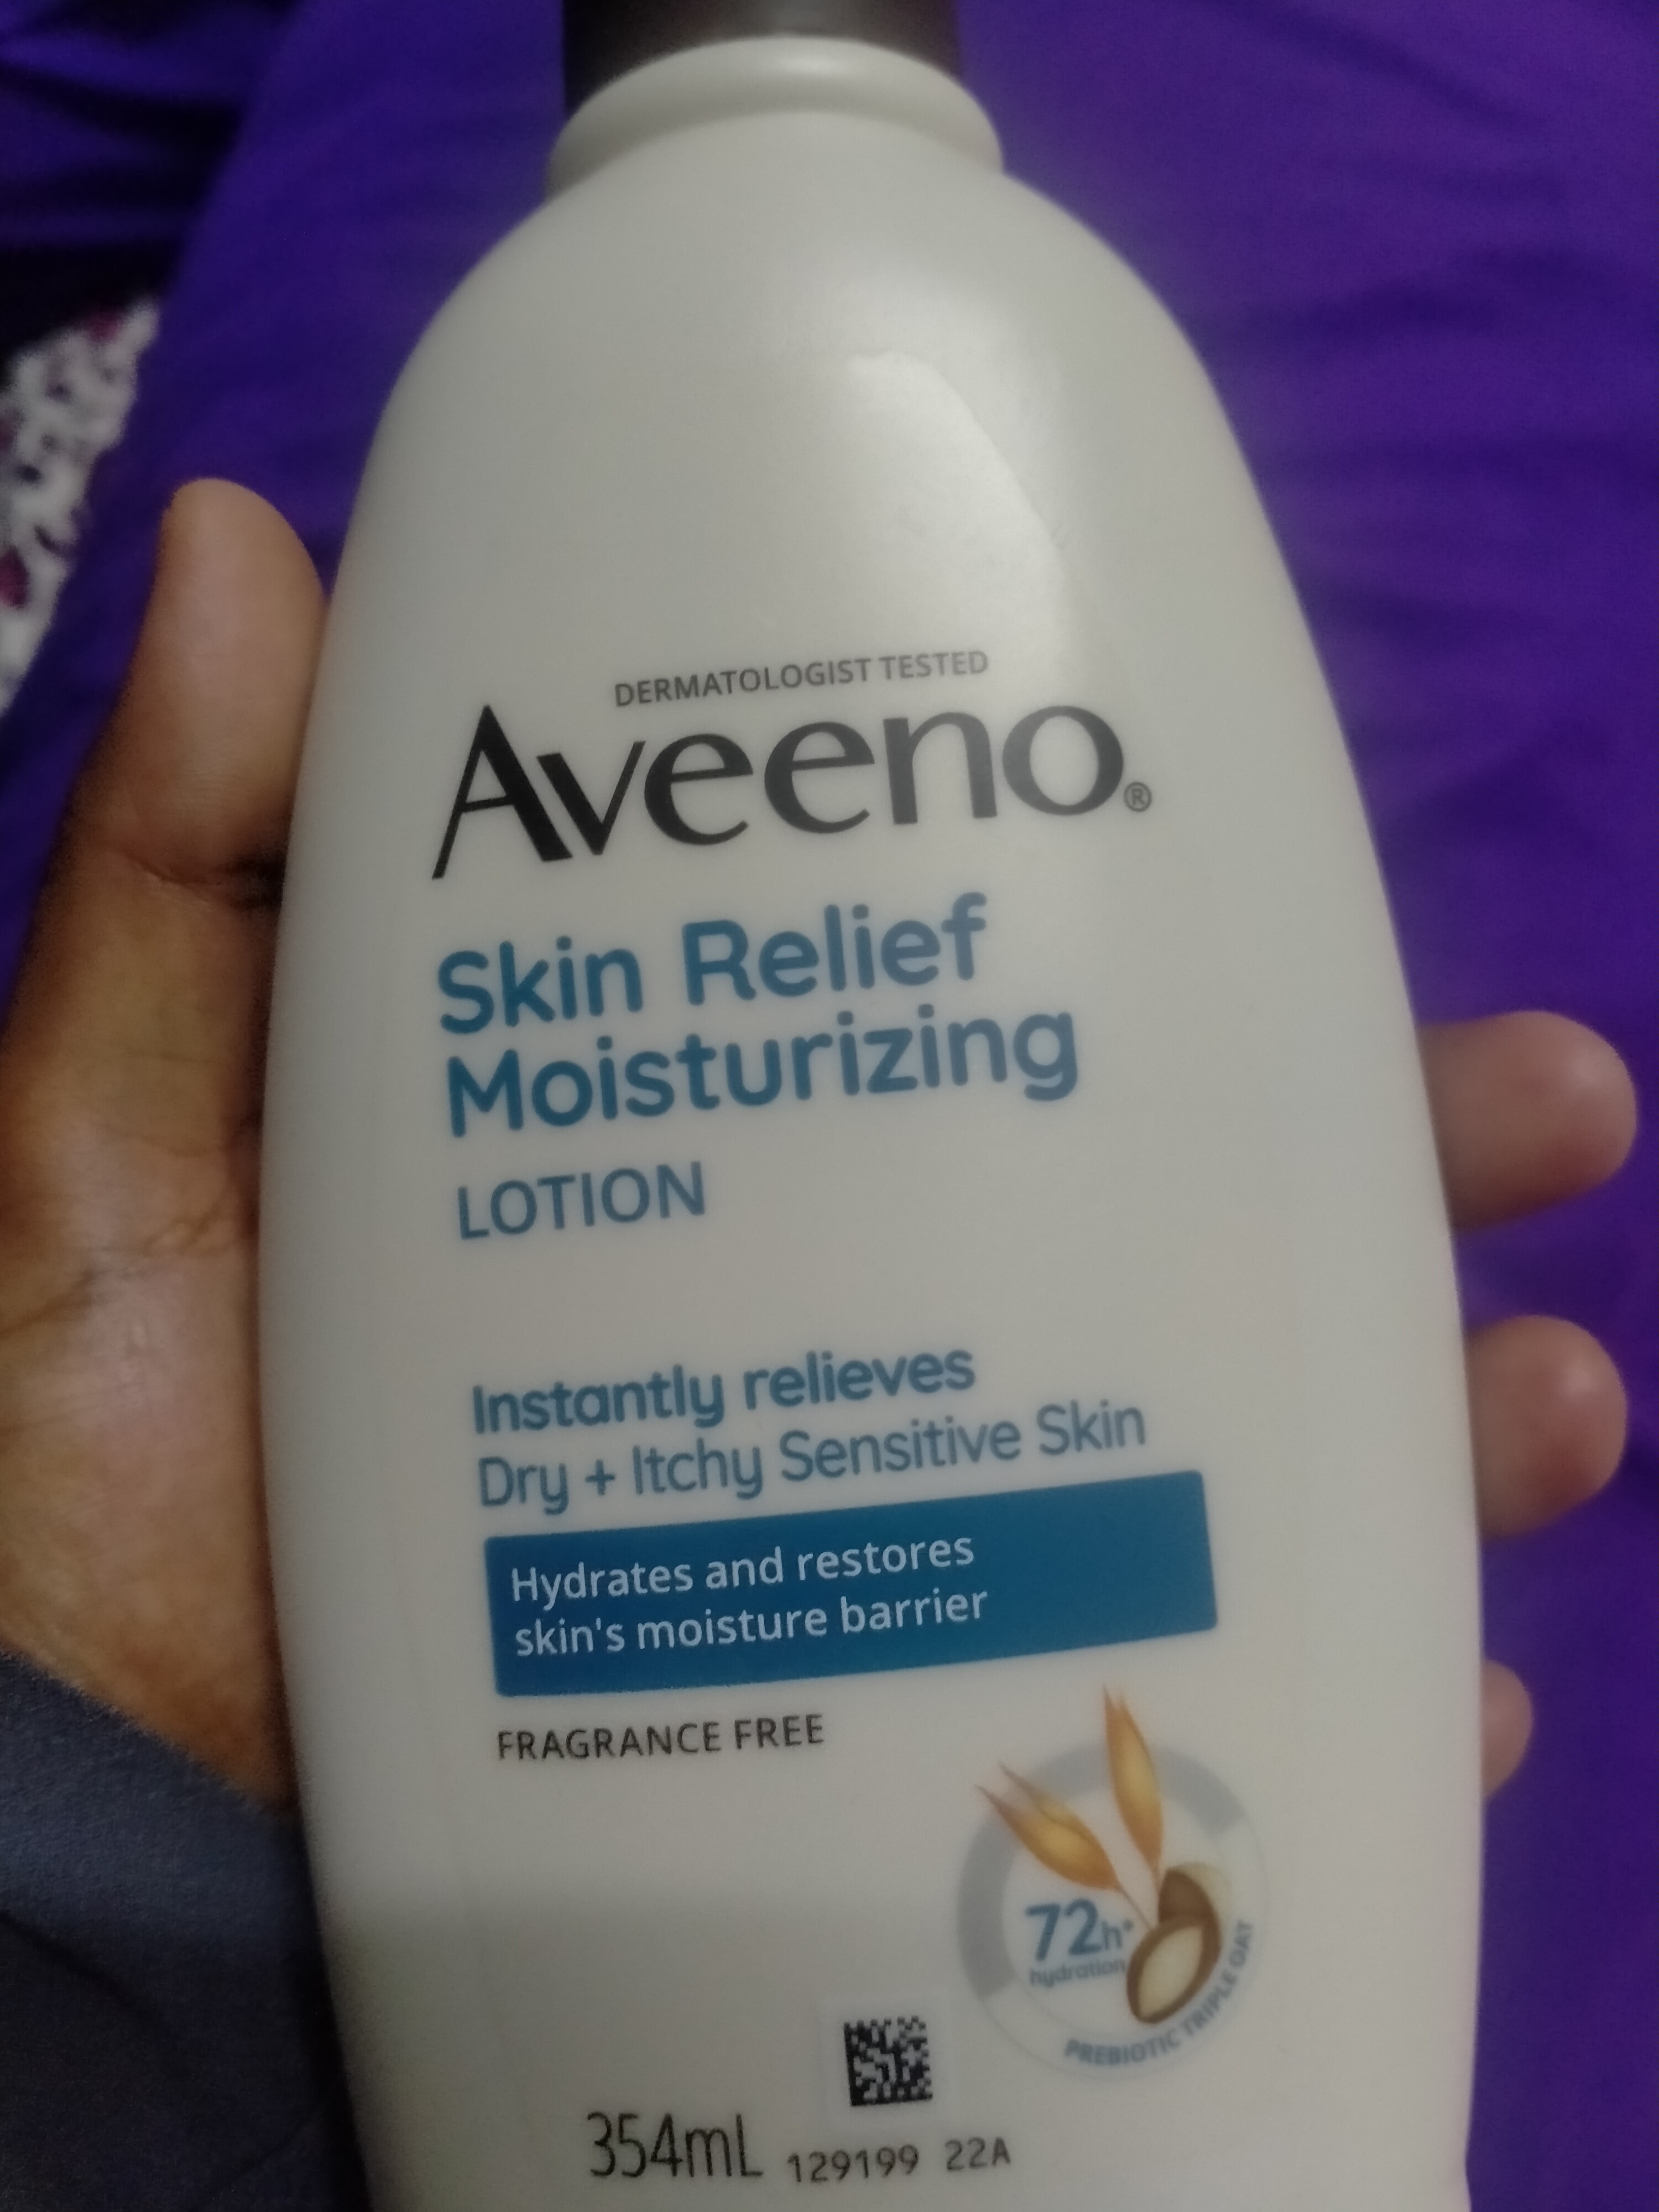 DERMATOLOGIST TESTED
Aveeno®
Skin Relief
Moisturizing
LOTION
Instantly relieves
Dry + Itchy Sensitive Skin
Hydrates and restores
skin's moisture barrier
FRAGRANCE FREE
72h*
hydration
PREBIOTIC TRIPLE OAT
354mL 129199 22A